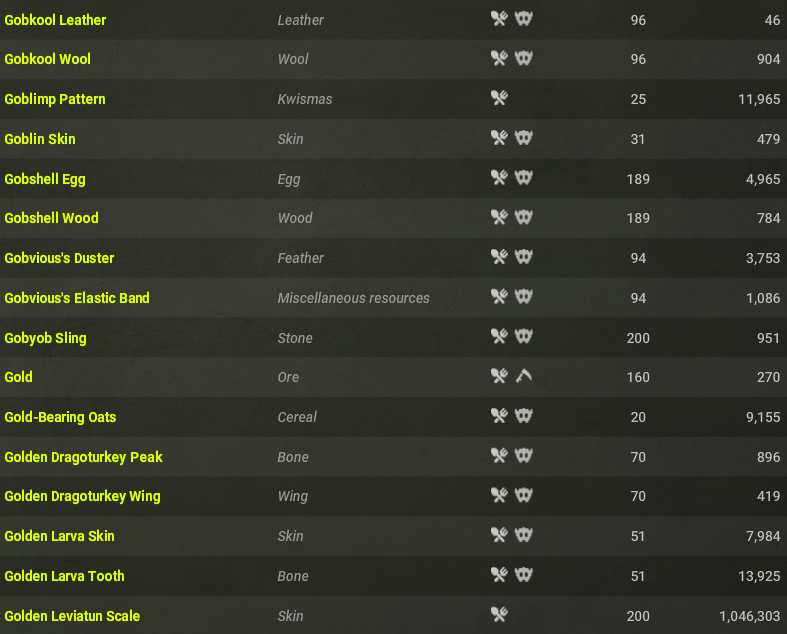 Gobkool Leather Leather 96 46
Gobkool Wool Wool 96 904
Goblimp Pattern Kwismas 25 11,965
Goblin Skin Skin 31 479
Gobshell Egg Egg 189 4,965
Gobshell Wood Wood 189 784
Gobvious's Duster Feather 94 3,753
Gobvious's Elastic Band Miscellaneous resources 94 1,086
Gobyob Sling Stone 200 951
Gold Ore 160 270
Gold-Bearing Oats Cereal 20 9,155
Golden Dragoturkey Peak Bone 70 896
Golden Dragoturkey Wing Wing 70 419
Golden Larva Skin Skin 51 7,984
Golden Larva Tooth Bone 51 13,925
Golden Leviatun Scale Skin 200 1,046,303